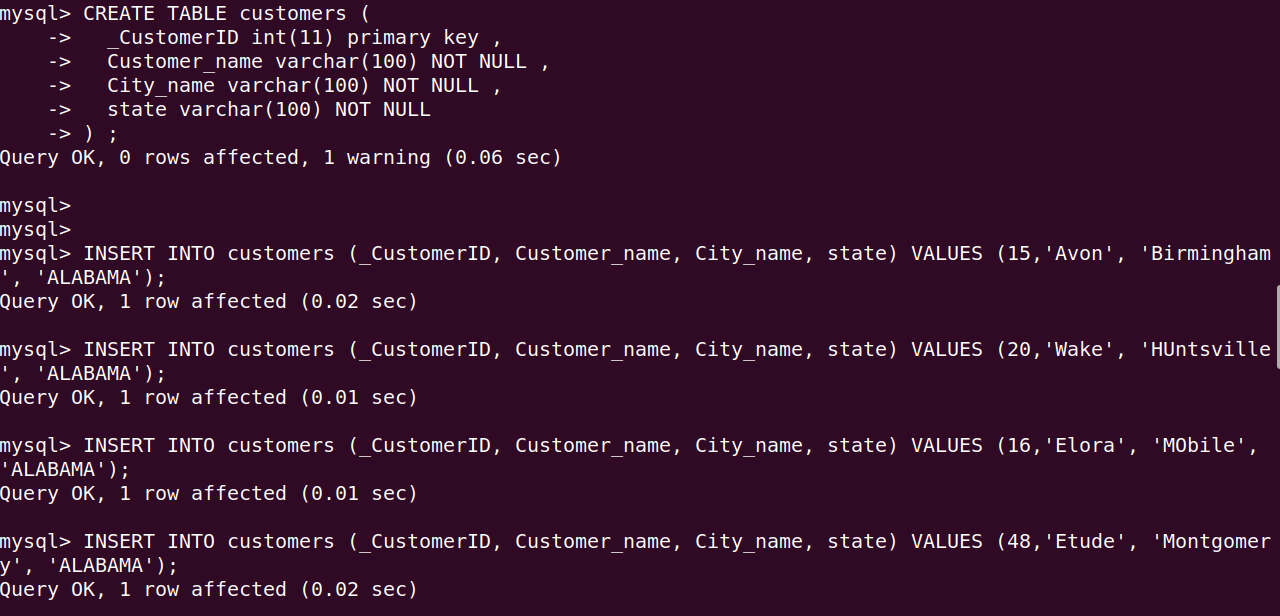 mysql> CREATE TABLE customers (
    ->   _CustomerID int(11) primary key ,
    ->   Customer_name varchar(100) NOT NULL ,
    ->   City_name varchar(100) NOT NULL ,
    ->   state varchar(100) NOT NULL
    -> ) ;
Query OK, 0 rows affected, 1 warning (0.06 sec)

mysql>
mysql>
mysql> INSERT INTO customers (_CustomerID, Customer_name, City_name, state) VALUES (15,'Avon', 'Birmingham
', 'ALABAMA');
Query OK, 1 row affected (0.02 sec)

mysql> INSERT INTO customers (_CustomerID, Customer_name, City_name, state) VALUES (20,'Wake', 'HUntsville
', 'ALABAMA');
Query OK, 1 row affected (0.01 sec)

mysql> INSERT INTO customers (_CustomerID, Customer_name, City_name, state) VALUES (16,'Elora', 'MObile',
'ALABAMA');
Query OK, 1 row affected (0.01 sec)

mysql> INSERT INTO customers (_CustomerID, Customer_name, City_name, state) VALUES (48,'Etude', 'Montgomer
y', 'ALABAMA');
Query OK, 1 row affected (0.02 sec)